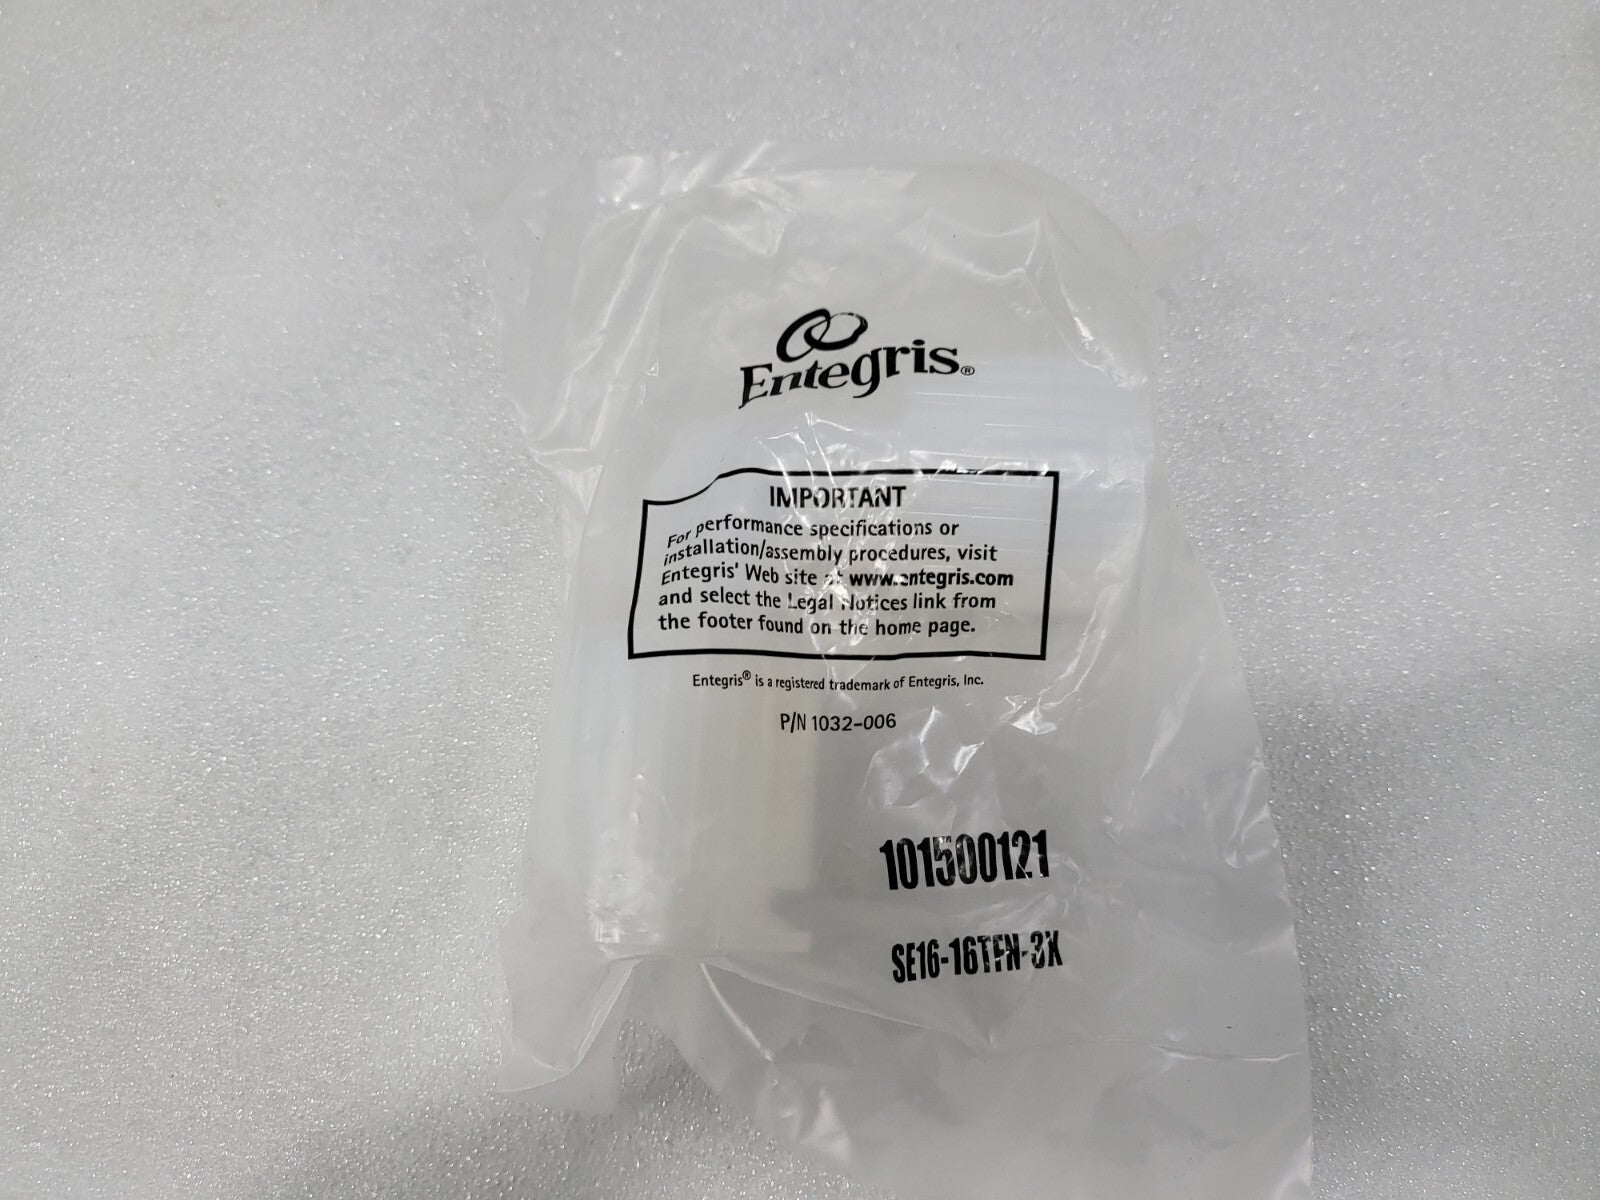 Entegris®
IMPORTANT
For performance specifications or
installation/assembly procedures, visit
Entegris' Web site at www.entegris.com
and select the Legal Notices link from
the footer found on the home page.
Entegris® is a registered trademark of Entegris, Inc.
P/N 1032-006
101500121
SE16-16TFN-3X